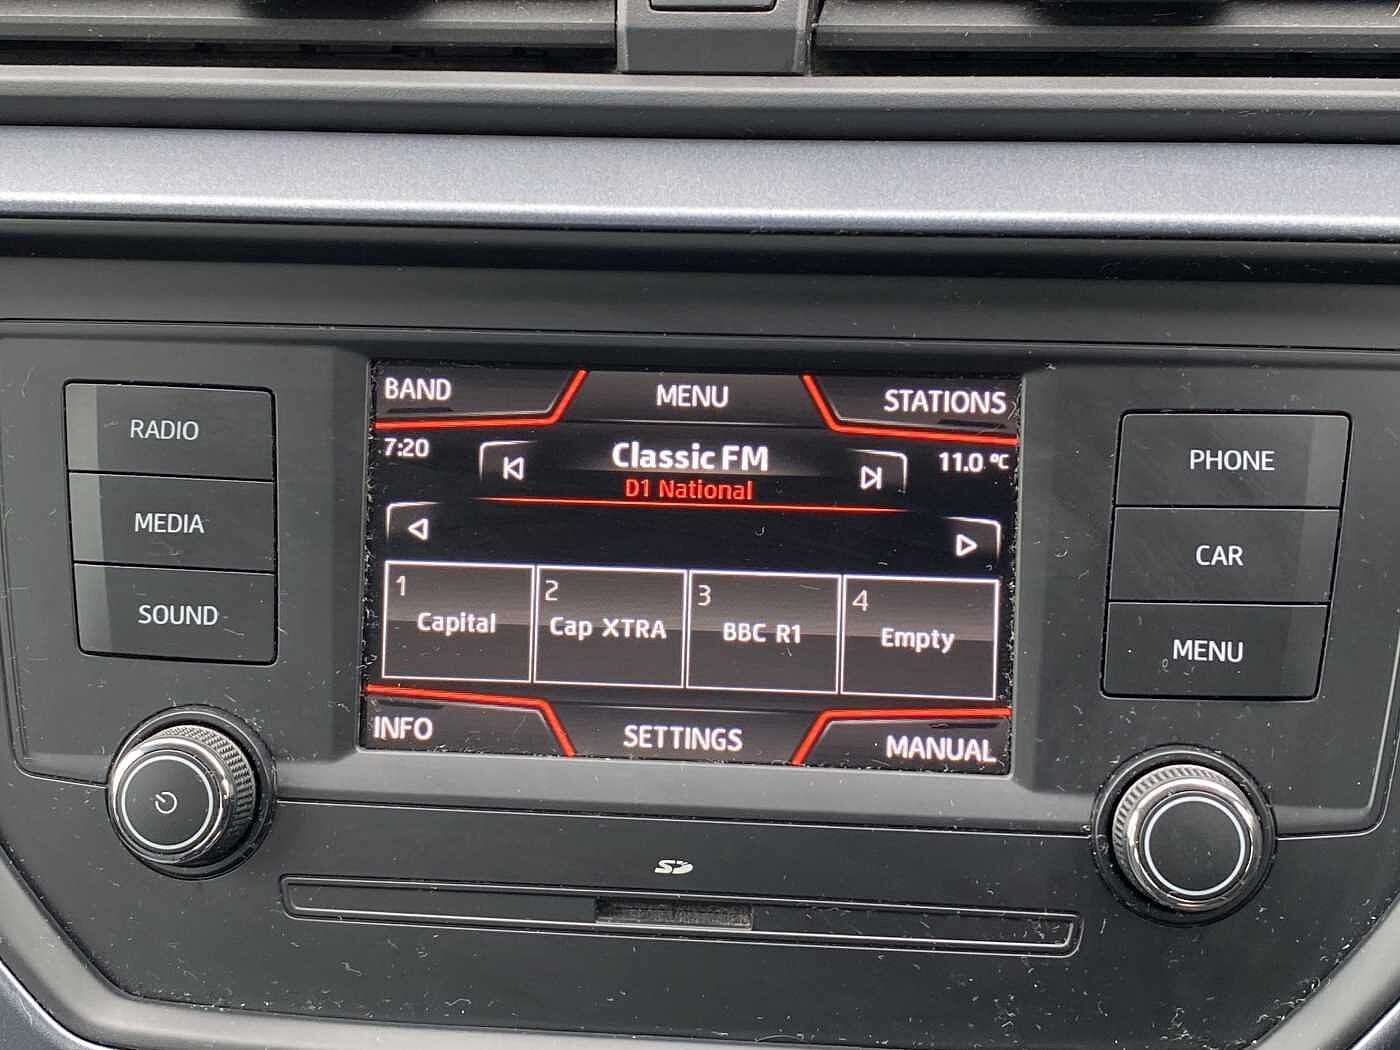 RADIO
MEDIA
SOUND
BAND
MENU
STATIONS
7:20
Classic FM
11.0 °C
D1 National
1
Capital
2
Cap XTRA
3
BBC R1
4
Empty
INFO
SETTINGS
MANUAL
PHONE
CAR
MENU
SD